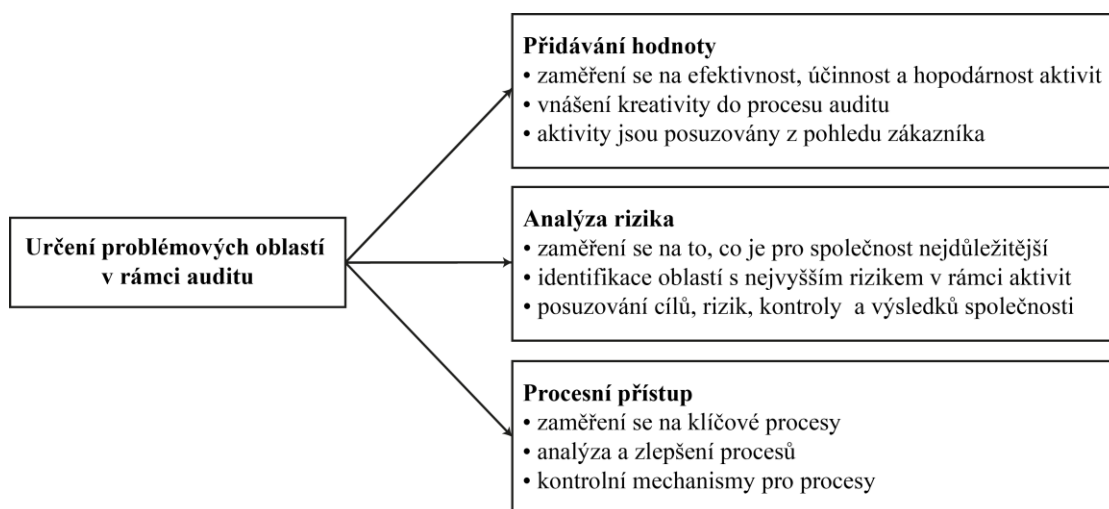 Přidávání hodnoty
• zaměření se na efektivnost, účinnost a hopodárnost aktivit
• vnášení kreativity do procesu auditu
• aktivity jsou posuzovány z pohledu zákazníka
Určení problémových oblastí
v rámci auditu
Analýza rizika
• zaměření se na to, co je pro společnost nejdůležitější
• identifikace oblastí s nejvyšším rizikem v rámci aktivit
• posuzování cílů, rizik, kontroly  a výsledků společnosti
Procesní přístup
• zaměření se na klíčové procesy
• analýza a zlepšení procesů
• kontrolní mechanismy pro procesy